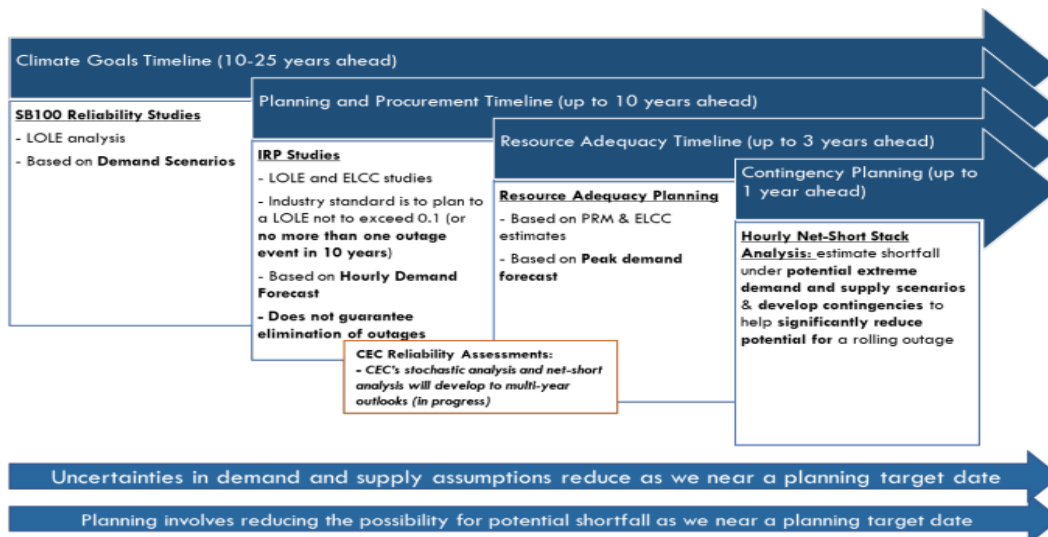 Climate Goals Timeline (10-25 years ahead)
SB100 Reliability Studies
- LOLE analysis
- Based on Demand Scenarios
Planning and Procurement Timeline (up to 10 years ahead)
IRP Studies
- LOLE and ELCC studies
- Industry standard is to plan to
a LOLE not to exceed 0.1 (or
no more than one outage
event in 10 years)
- Based on Hourly Demand
Forecast
- Does not guarantee
elimination of outages
Resource Adequacy Timeline (up to 3 years ahead)
Resource Adequacy Planning
- Based on PRM & ELCC
estimates
- Based on Peak demand
forecast
Contingency Planning (up to
1 year ahead)
Hourly Net-Short Stack
Analysis: estimate shortfall
under potential extreme
demand and supply scenarios
& develop contingencies to
help significantly reduce
potential for a rolling outage
CEC Reliability Assessments:
- CEC's stochastic analysis and net-short
analysis will develop to multi-year
outlooks (in progress)
Uncertainties in demand and supply assumptions reduce as we near a planning target date
Planning involves reducing the possibility for potential shortfall as we near a planning target date